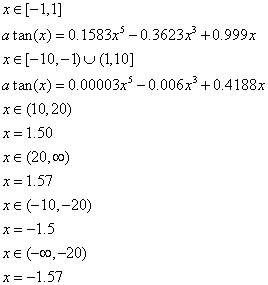 x ∈ [−1,1]
a tan(x) = 0.1583x⁵ − 0.3623x³ + 0.999x
x ∈ [−10,−1) ∪ (1,10]
a tan(x) = 0.00003x⁵ − 0.006x³ + 0.4188x
x ∈ (10,20)
x = 1.50
x ∈ (20,∞)
x = 1.57
x ∈ (−10,−20)
x = −1.5
x ∈ (−∞,−20)
x = −1.57